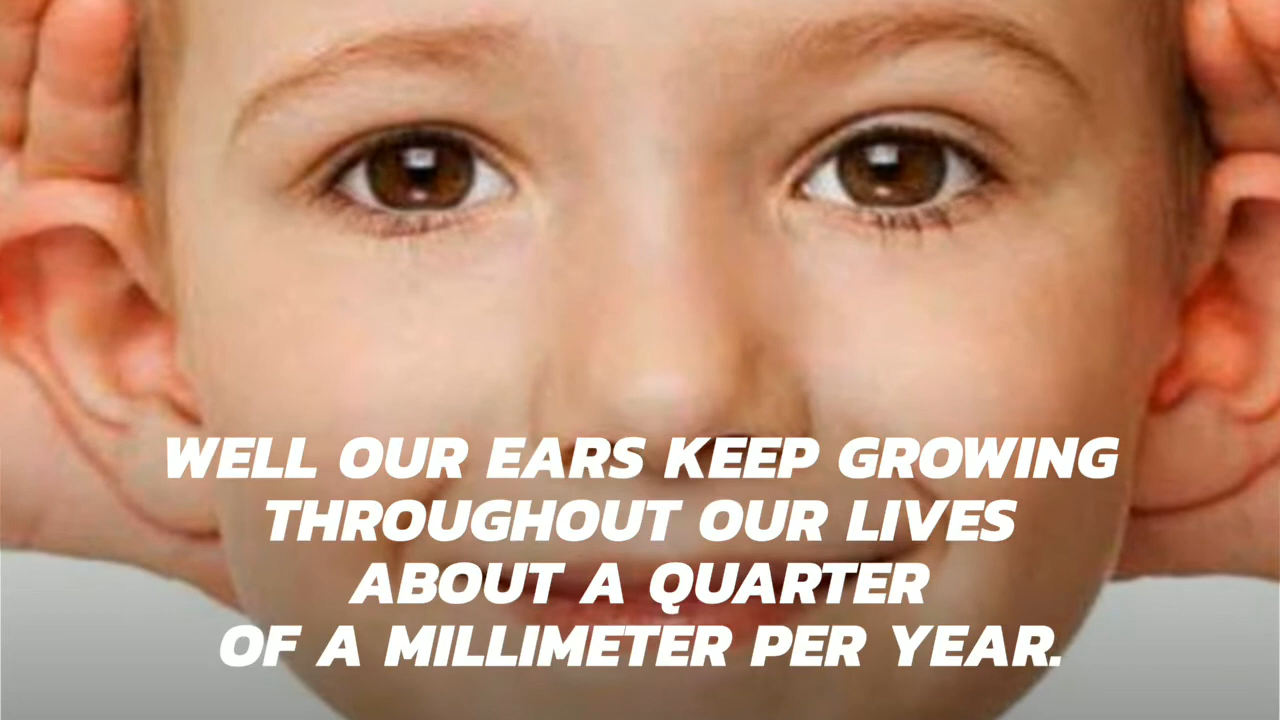 WELL OUR EARS KEEP GROWING
THROUGHOUT OUR LIVES
ABOUT A QUARTER
OF A MILLIMETER PER YEAR.